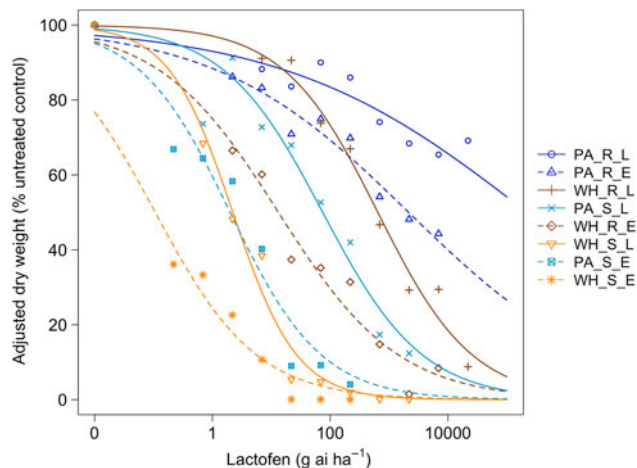 Adjusted dry weight (% untreated control)
100
80
60
40
20
0
0
1
100
10000
Lactofen (g ai ha⁻¹)
PA_R_L
PA_R_E
WH_R_L
PA_S_L
WH_R_E
WH_S_L
PA_S_E
WH_S_E